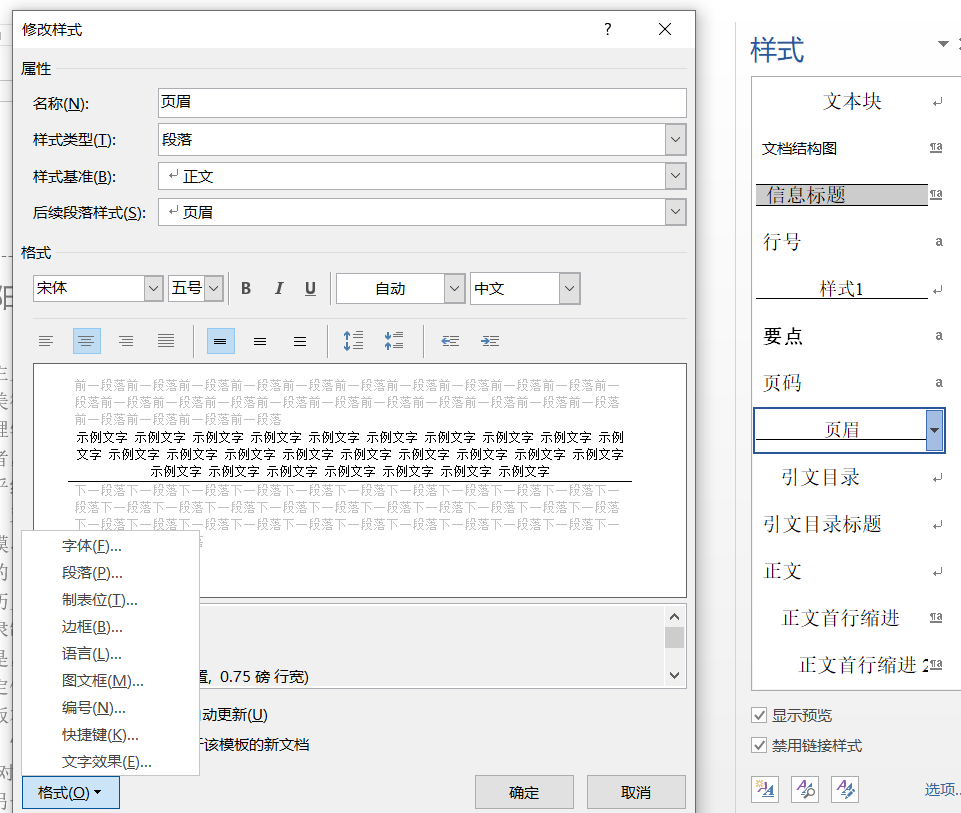 修改样式
?
属性
名称(N):
页眉
样式类型(T):
段落
样式基准(B):
正文
后续段落样式(S):
页眉
格式
宋体
五号
B
I
U
自动
中文
前一段落前一段落前一段落前一段落前一段落前一段落前一段落前一段落前一段落前一段落前一
段落前一段落前一段落前一段落前一段落前一段落前一段落前一段落前一段落前一段落前一段落
前一段落前一段落前一段落前一段落
示例文字 示例文字 示例文字 示例文字 示例文字 示例文字 示例文字 示例文字 示例文字 示例
文字 示例文字 示例文字 示例文字 示例文字 示例文字 示例文字 示例文字 示例文字 示例文字
示例文字 示例文字 示例文字 示例文字 示例文字 示例文字 示例文字
下一段落下一段落下一段落下一段落下一段落下一段落下一段落下一段落下一段落下一段落下一
段落下一段落下一段落下一段落下一段落下一段落下一段落下一段落下一段落下一段落下一段落
下一段落下一段落下一段落下一段落下一段落下一段落下一段落下一段落下一段落下一段落下一
字体(F)...
段落(P)...
制表位(T)...
边框(B)...
语言(L)...
图文框(M)...
编号(N)...
快捷键(K)...
文字效果(E)...
置, 0.75 磅 行宽)
动更新(U)
该模板的新文档
格式(O)
确定
取消
样式
文本块
文档结构图
信息标题
行号
a
样式1
要点
a
页码
a
页眉
引文目录
引文目录标题
正文
正文首行缩进
正文首行缩进 2
显示预览
禁用链接样式
选项...